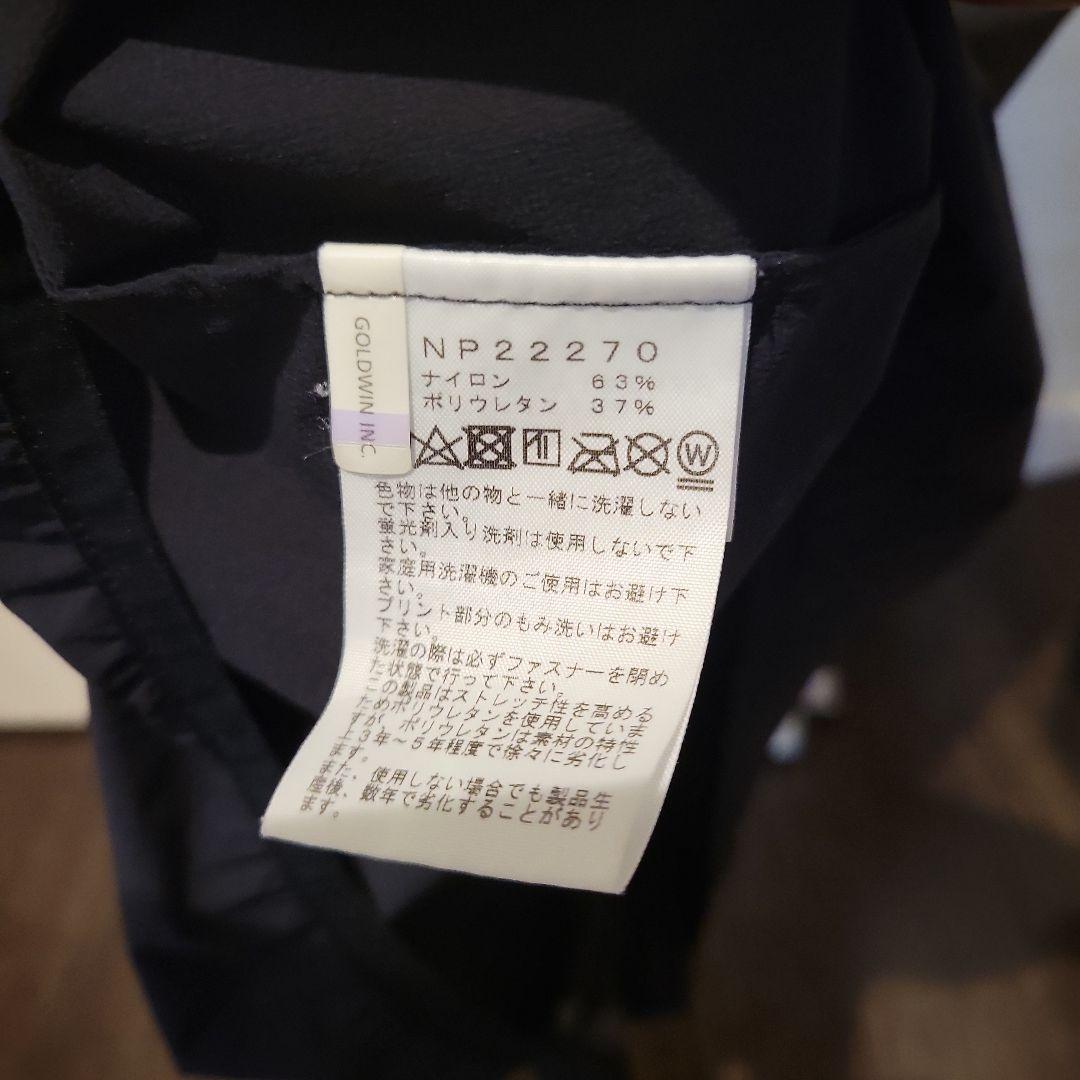 GOLDWIN INC.
NP22270
ナイロン 63%
ポリウレタン 37%
W
色物は他の物と一緒に洗濯しない
で下さい。
蛍光剤入り洗剤は使用しないで下
さい。
家庭用洗濯機のご使用はお避け下
さい。
プリント部分のもみ洗いはお避け
下さい。
洗濯の際は必ずファスナーを閉め
た状態で行って下さい。
この製品はストレッチ性を高める
ためポリウレタンを使用していま
すが、ポリウレタンは素材の特性
上3年～5年程度で徐々に劣化し
ます。
また、使用しない場合でも製品生
産後、数年で劣化することがあり
ます。